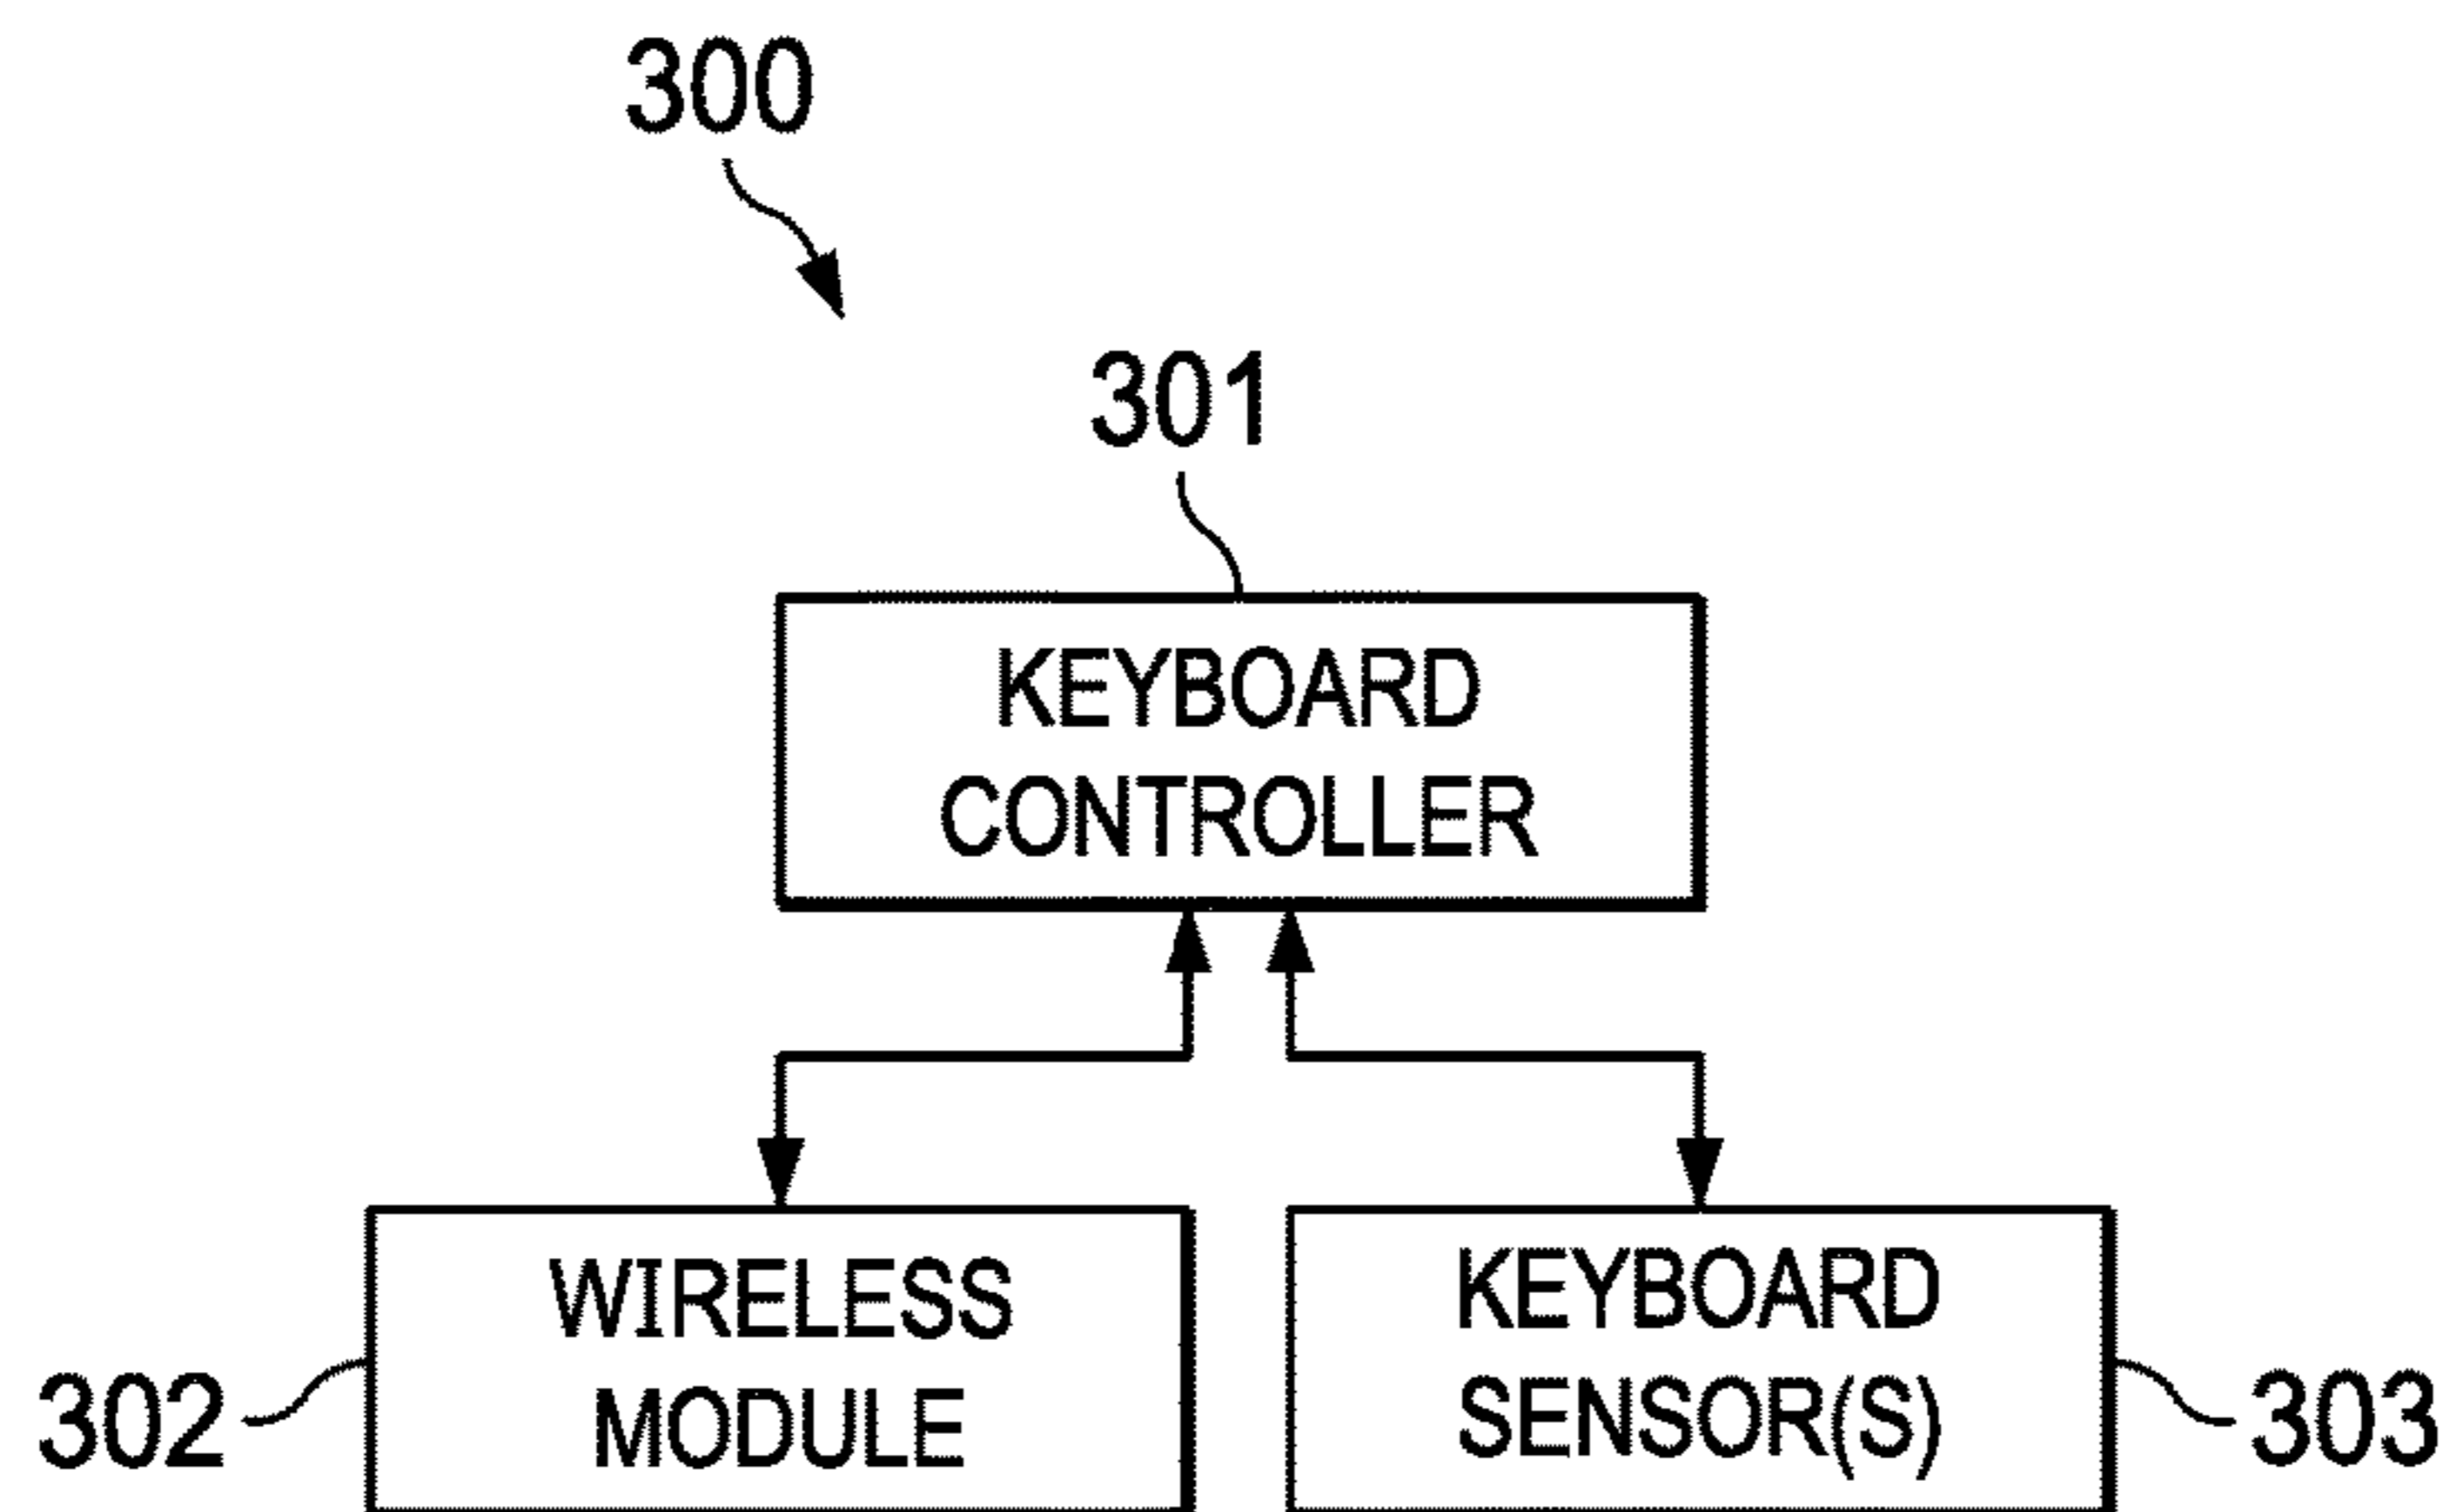 300
301
KEYBOARD
CONTROLLER
WIRELESS
MODULE
302
KEYBOARD
SENSOR(S)
303